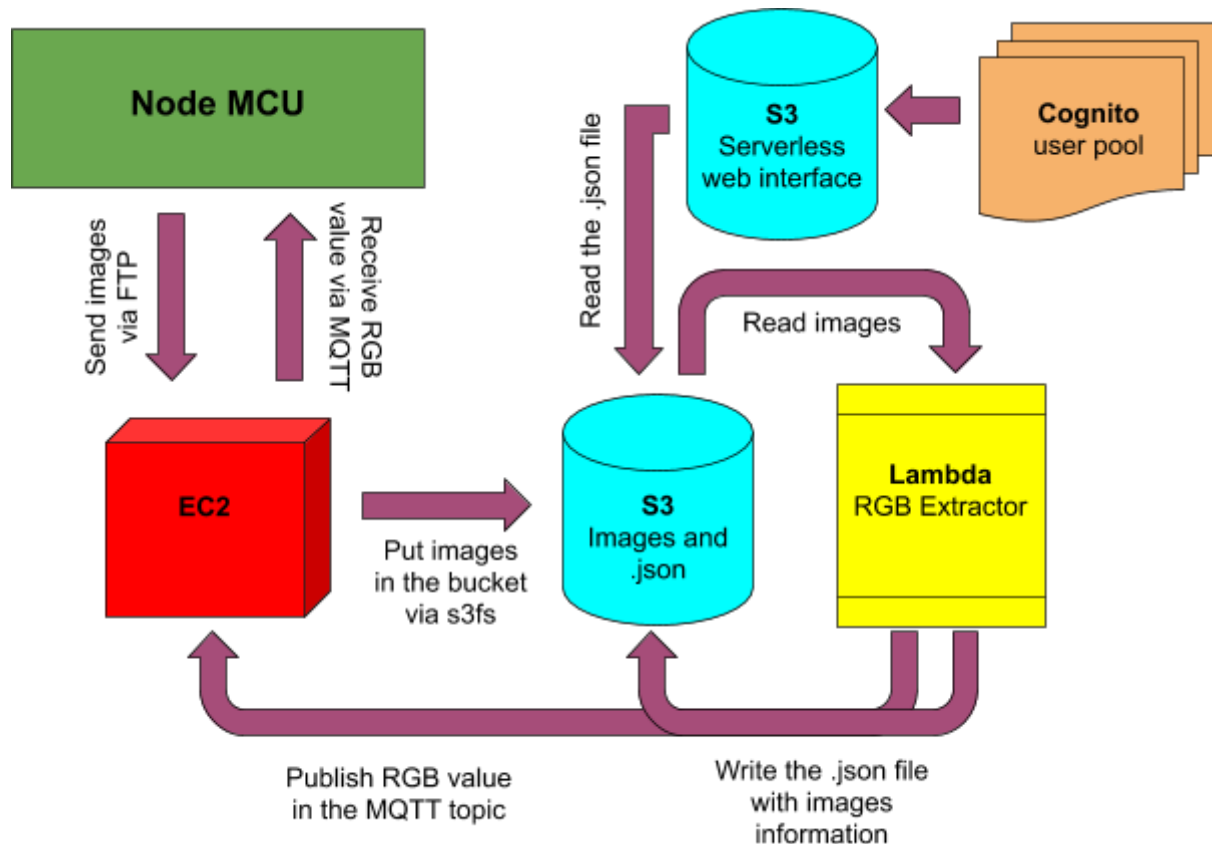 Node MCU
S3
Serverless
web interface
Cognito
user pool
Send images
via FTP
Receive RGB
value via MQTT
Read the .json file
Read images
EC2
Put images
in the bucket
via s3fs
S3
Images and
.json
Lambda
RGB Extractor
Publish RGB value
in the MQTT topic
Write the .json file
with images
information